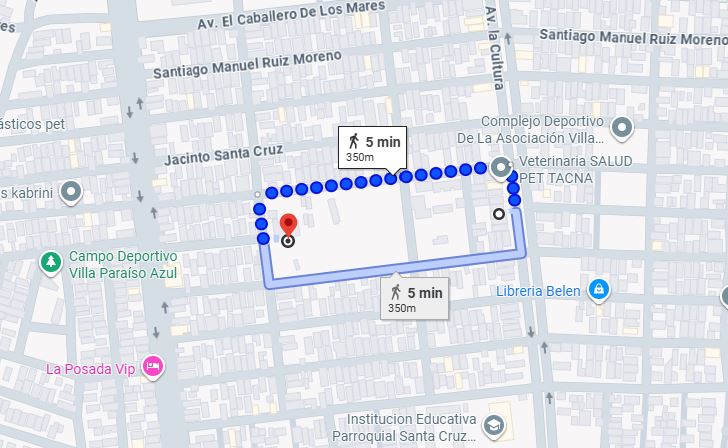 Av. El Caballero De Los Mares
Santiago Manuel Ruiz Moreno
Av. la Cultura
Santiago Manuel Ruiz Moreno
ásticos pet
Complejo Deportivo
De La Asociación Villa...
5 min
350m
Jacinto Santa Cruz
Veterinaria SALUD
PET TACNA
s kabrini
Campo Deportivo
Villa Paraíso Azul
5 min
350m
Libreria Belen
La Posada Vip
Institucion Educativa
Parroquial Santa Cruz...